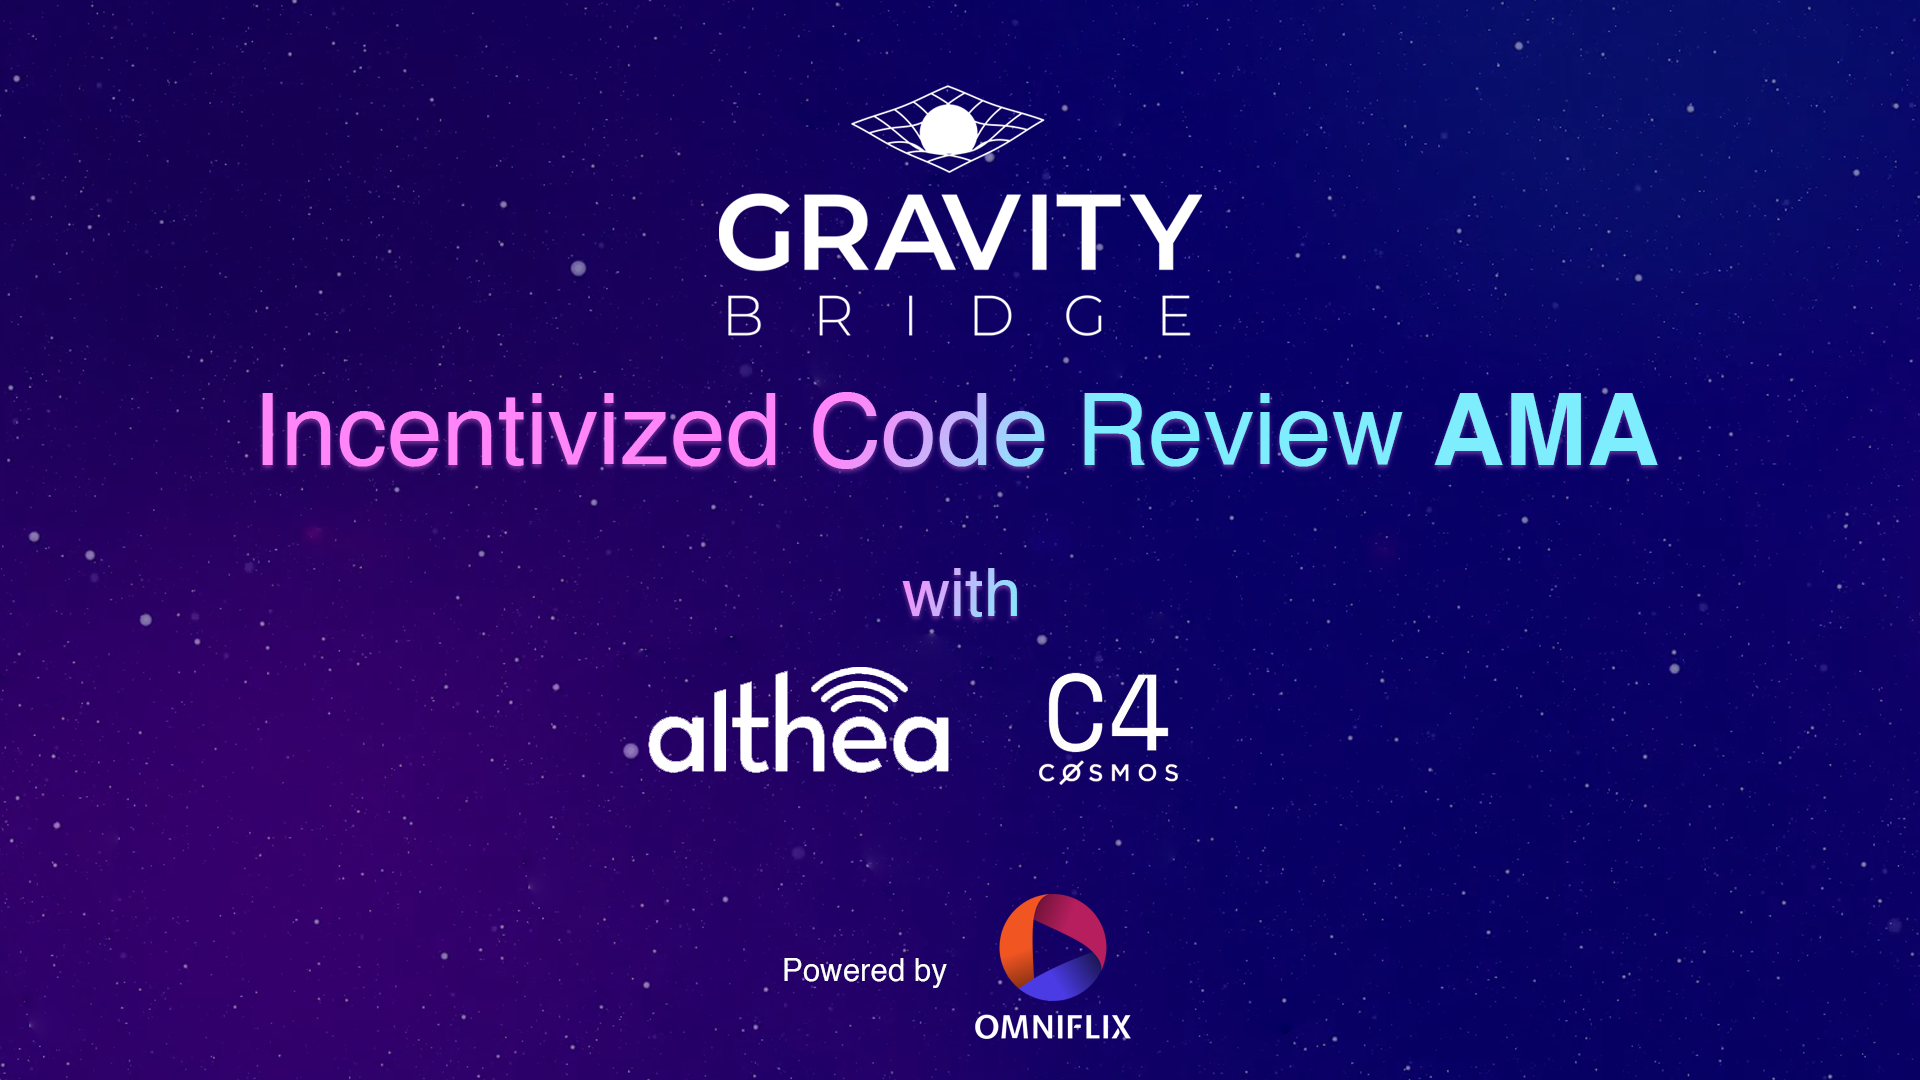 GRAVITY
BRIDGE
Incentivized Code Review AMA
with
althea
C4
CØSMOS
Powered by
OMNIFLIX